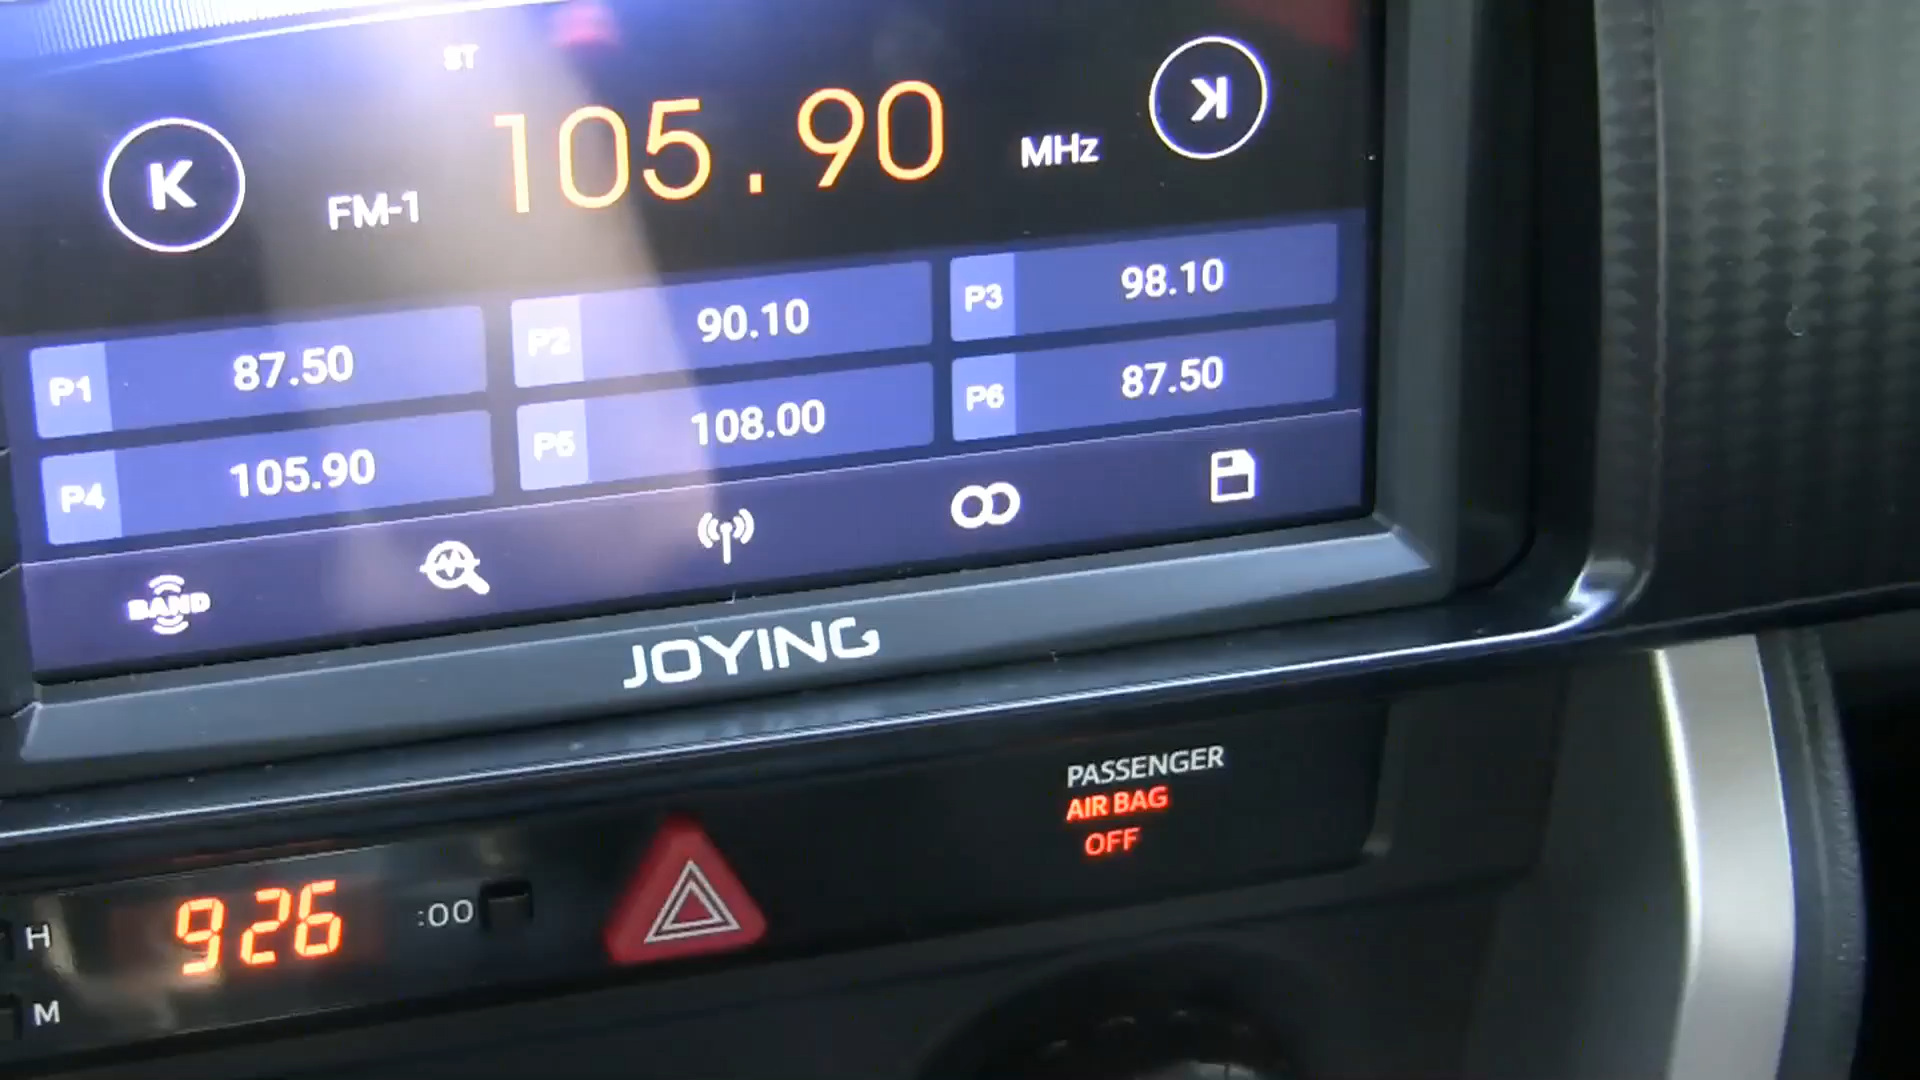 ST
K
FM-1
105.90
MHz
P1
87.50
P2
90.10
P3
98.10
P4
105.90
P5
108.00
P6
87.50
BAND
JOYING
PASSENGER
AIR BAG
OFF
H
926
:00
M